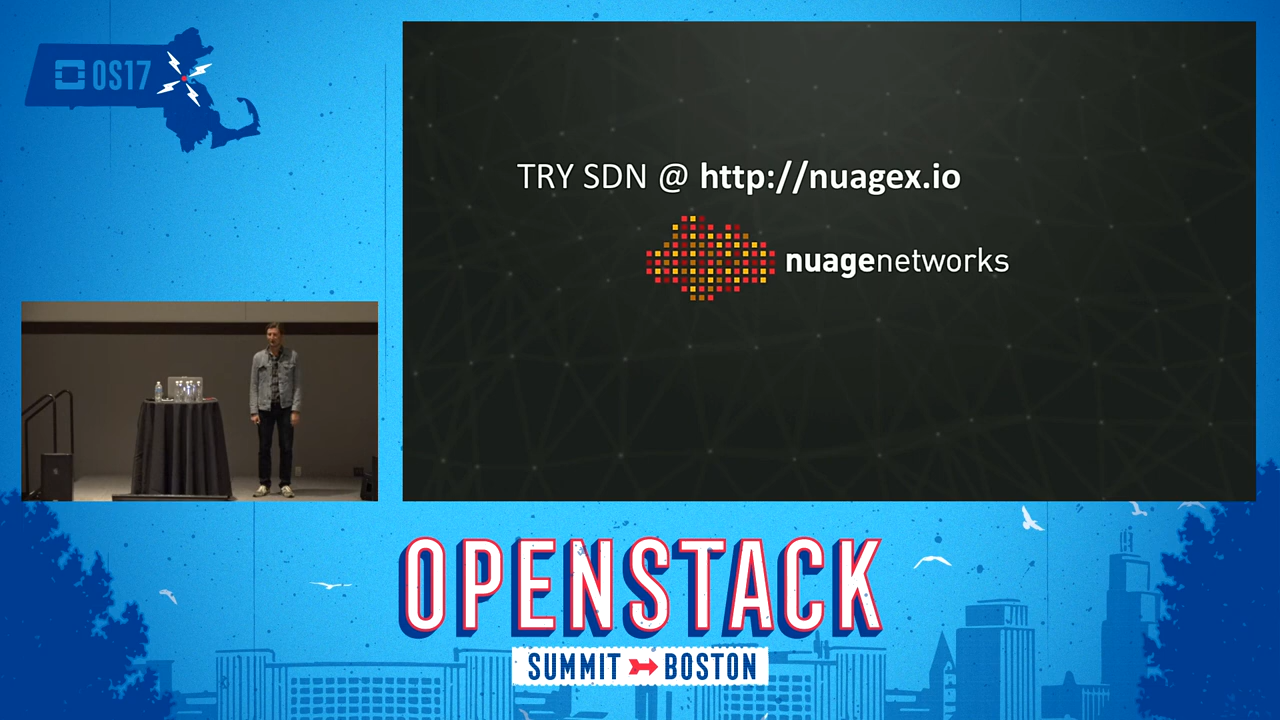 OS17
TRY SDN @ http://nuagex.io
nuagenetworks
OPENSTACK
SUMMIT BOSTON